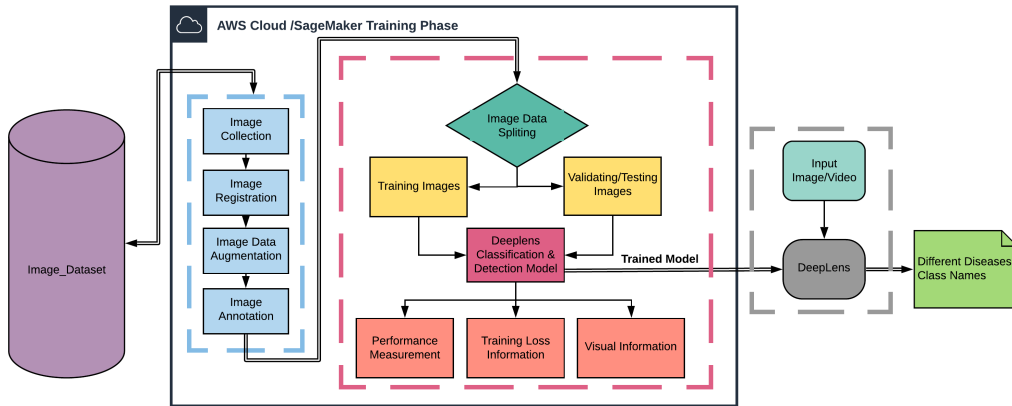 AWS Cloud /SageMaker Training Phase
Image_Dataset
Image
Collection
Image
Registration
Image Data
Augmentation
Image
Annotation
Image Data
Spliting
Training Images
Validating/Testing
Images
Deeplens
Classification &
Detection Model
Trained Model
Performance
Measurement
Training Loss
Information
Visual Information
Input
Image/Video
DeepLens
Different Diseases
Class Names